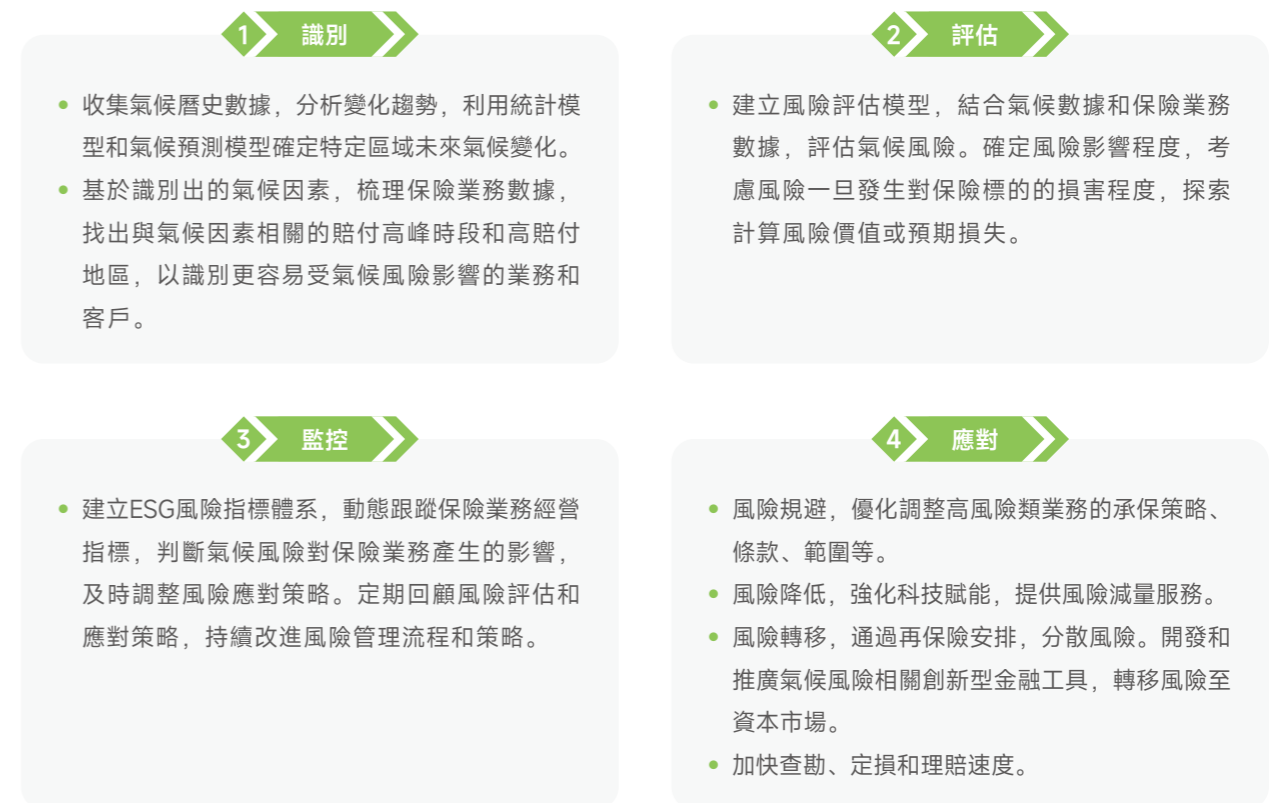 1 識別
收集氣候曆史數據，分析變化趨勢，利用統計模
型和氣候預測模型確定特定區域未來氣候變化。
基於識別出的氣候因素，梳理保險業務數據，
找出與氣候因素相關的賠付高峰時段和高賠付
地區，以識別更容易受氣候風險影響的業務和
客戶。
2 評估
建立風險評估模型，結合氣候數據和保險業務
數據，評估氣候風險。確定風險影響程度，考
慮風險一旦發生對保險標的的損害程度，探索
計算風險價值或預期損失。
3 監控
建立ESG風險指標體系，動態跟蹤保險業務經營
指標，判斷氣候風險對保險業務產生的影響，
及時調整風險應對策略。定期回顧風險評估和
應對策略，持續改進風險管理流程和策略。
4 應對
風險規避，優化調整高風險類業務的承保策略、
條款、範圍等。
風險降低，強化科技賦能，提供風險減量服務。
風險轉移，通過再保險安排，分散風險。開發和
推廣氣候風險相關創新型金融工具，轉移風險至
資本市場。
加快查勘、定損和理賠速度。